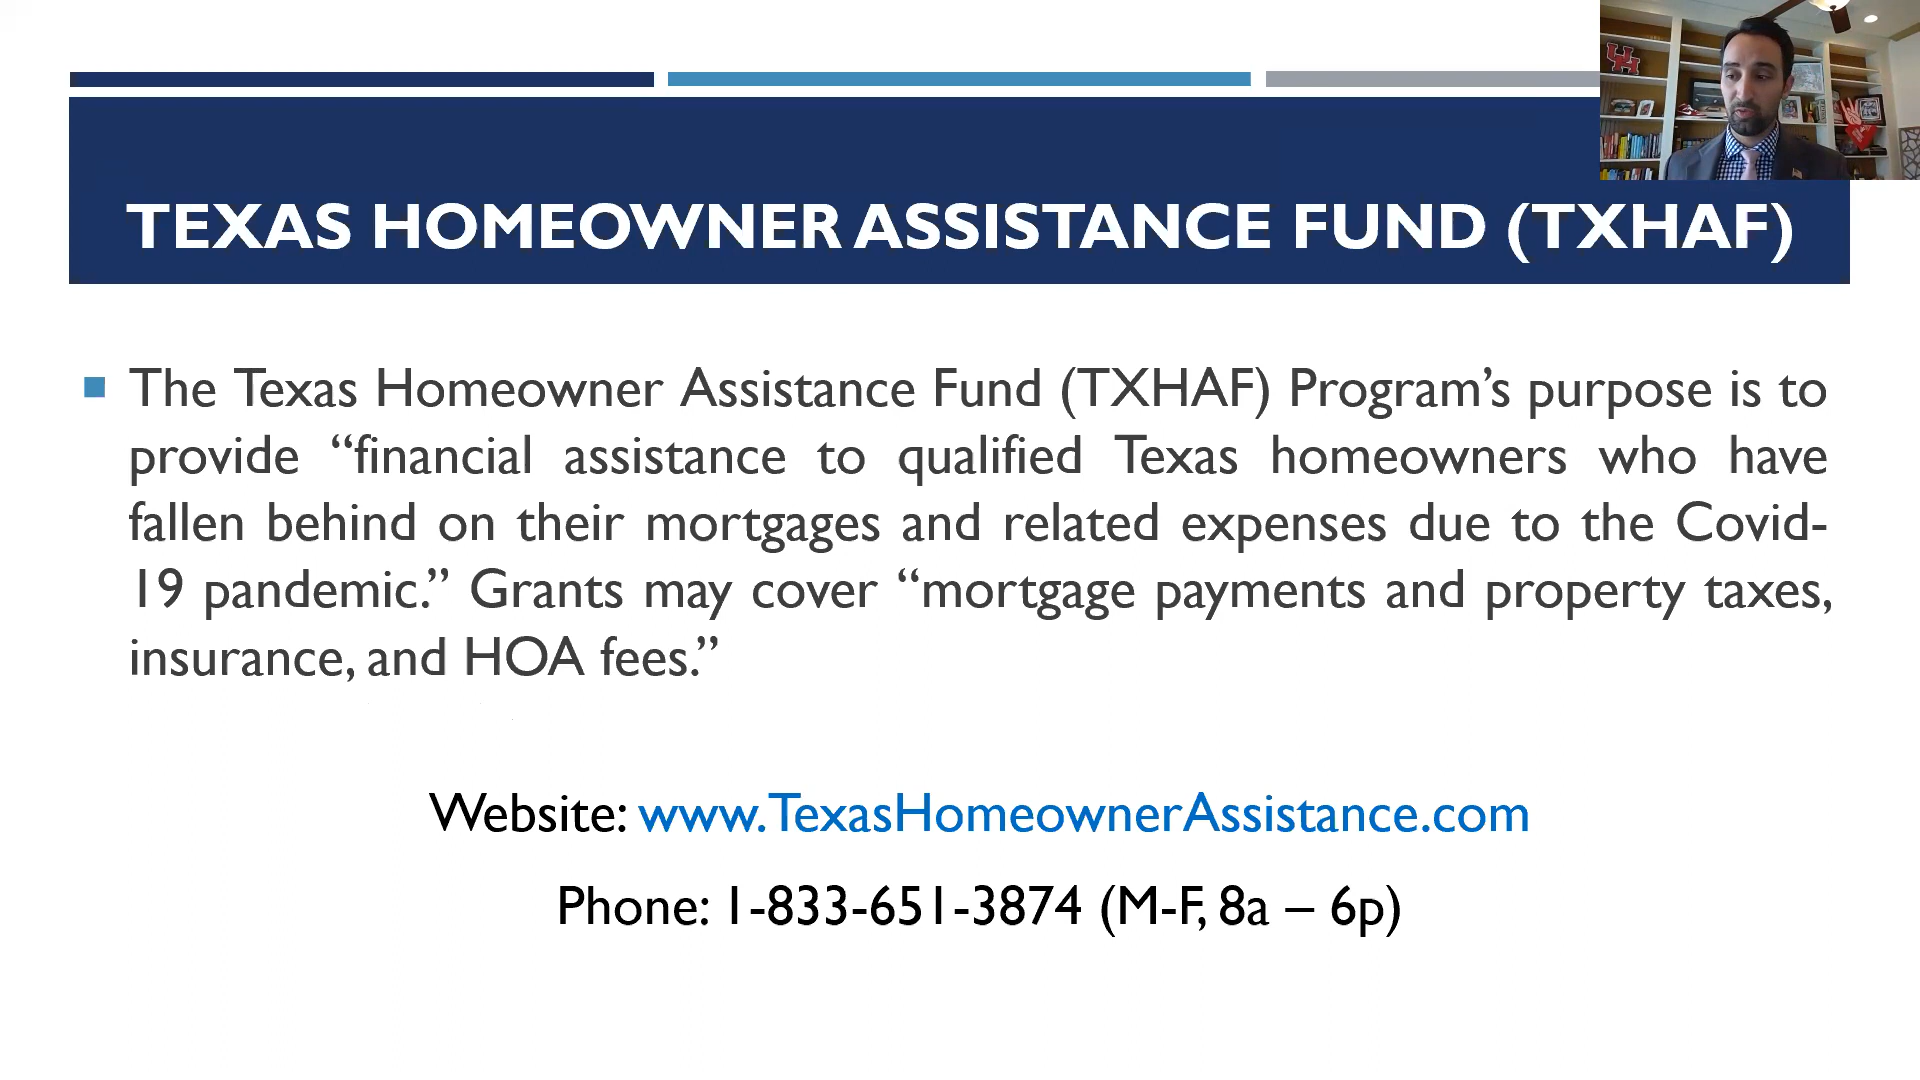 TEXAS HOMEOWNER ASSISTANCE FUND (TXHAF)
The Texas Homeowner Assistance Fund (TXHAF) Program’s purpose is to
provide “financial assistance to qualified Texas homeowners who have
fallen behind on their mortgages and related expenses due to the Covid-
19 pandemic.” Grants may cover “mortgage payments and property taxes,
insurance, and HOA fees.”
Website: www.TexasHomeownerAssistance.com
Phone: 1-833-651-3874 (M-F, 8a – 6p)